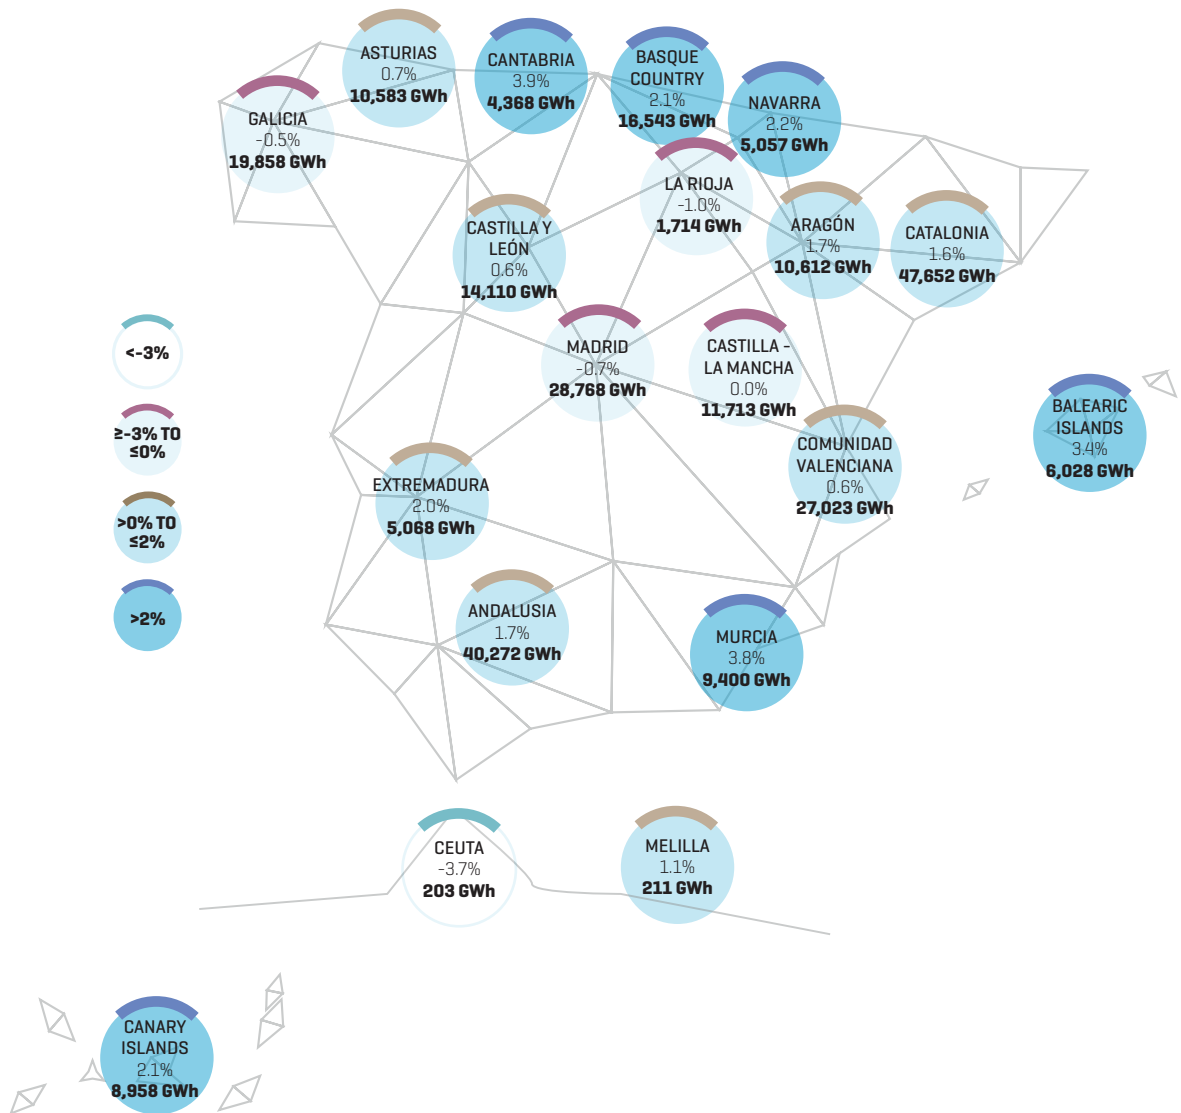 ASTURIAS
0.7%
10,583 GWh
CANTABRIA
3.9%
4,368 GWh
BASQUE
COUNTRY
2.1%
16,543 GWh
NAVARRA
2.2%
5,057 GWh
GALICIA
-0.5%
19,858 GWh
LA RIOJA
-1.0%
1,714 GWh
CASTILLA Y
LEÓN
0.6%
14,110 GWh
ARAGÓN
1.7%
10,612 GWh
CATALONIA
1.6%
47,652 GWh
MADRID
-0.7%
28,768 GWh
CASTILLA -
LA MANCHA
0.0%
11,713 GWh
<-3%
≥-3% TO
≤0%
>0% TO
≤2%
>2%
BALEARIC
ISLANDS
3.4%
6,028 GWh
COMUNIDAD
VALENCIANA
0.6%
27,023 GWh
EXTREMADURA
2.0%
5,068 GWh
ANDALUSIA
1.7%
40,272 GWh
MURCIA
3.8%
9,400 GWh
CEUTA
-3.7%
203 GWh
MELILLA
1.1%
211 GWh
CANARY
ISLANDS
2.1%
8,958 GWh